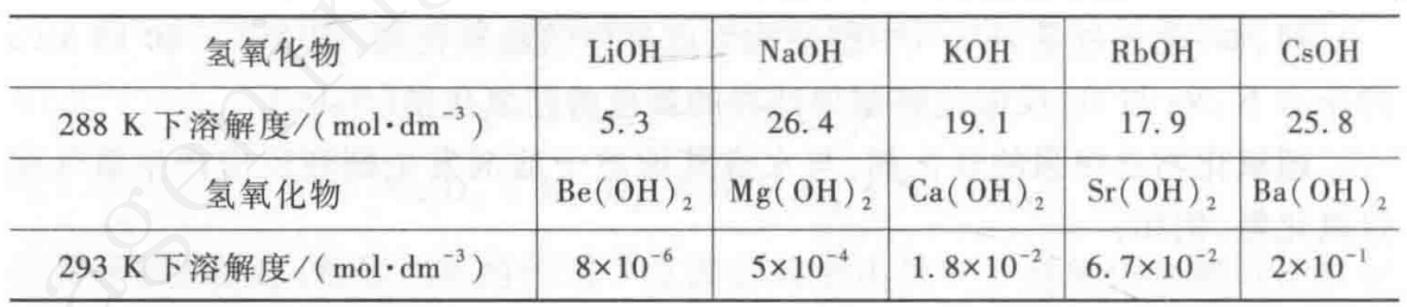 氢氧化物 LiOH NaOH KOH RbOH CsOH
288 K 下溶解度/(mol·dm⁻³) 5.3 26.4 19.1 17.9 25.8
氢氧化物 Be(OH)₂ Mg(OH)₂ Ca(OH)₂ Sr(OH)₂ Ba(OH)₂
293 K 下溶解度/(mol·dm⁻³) 8×10⁻⁶ 5×10⁻⁴ 1.8×10⁻² 6.7×10⁻² 2×10⁻¹